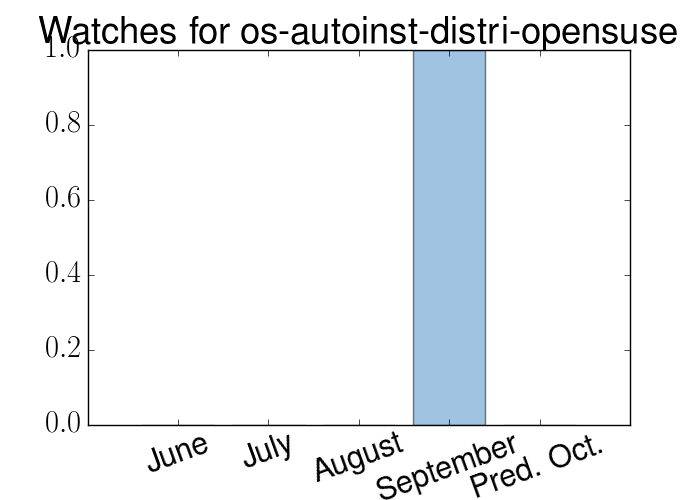 Watches for os-autoinst-distri-opensuse
1.0
0.8
0.6
0.4
0.2
0.0
June
July
August
September
Pred. Oct.